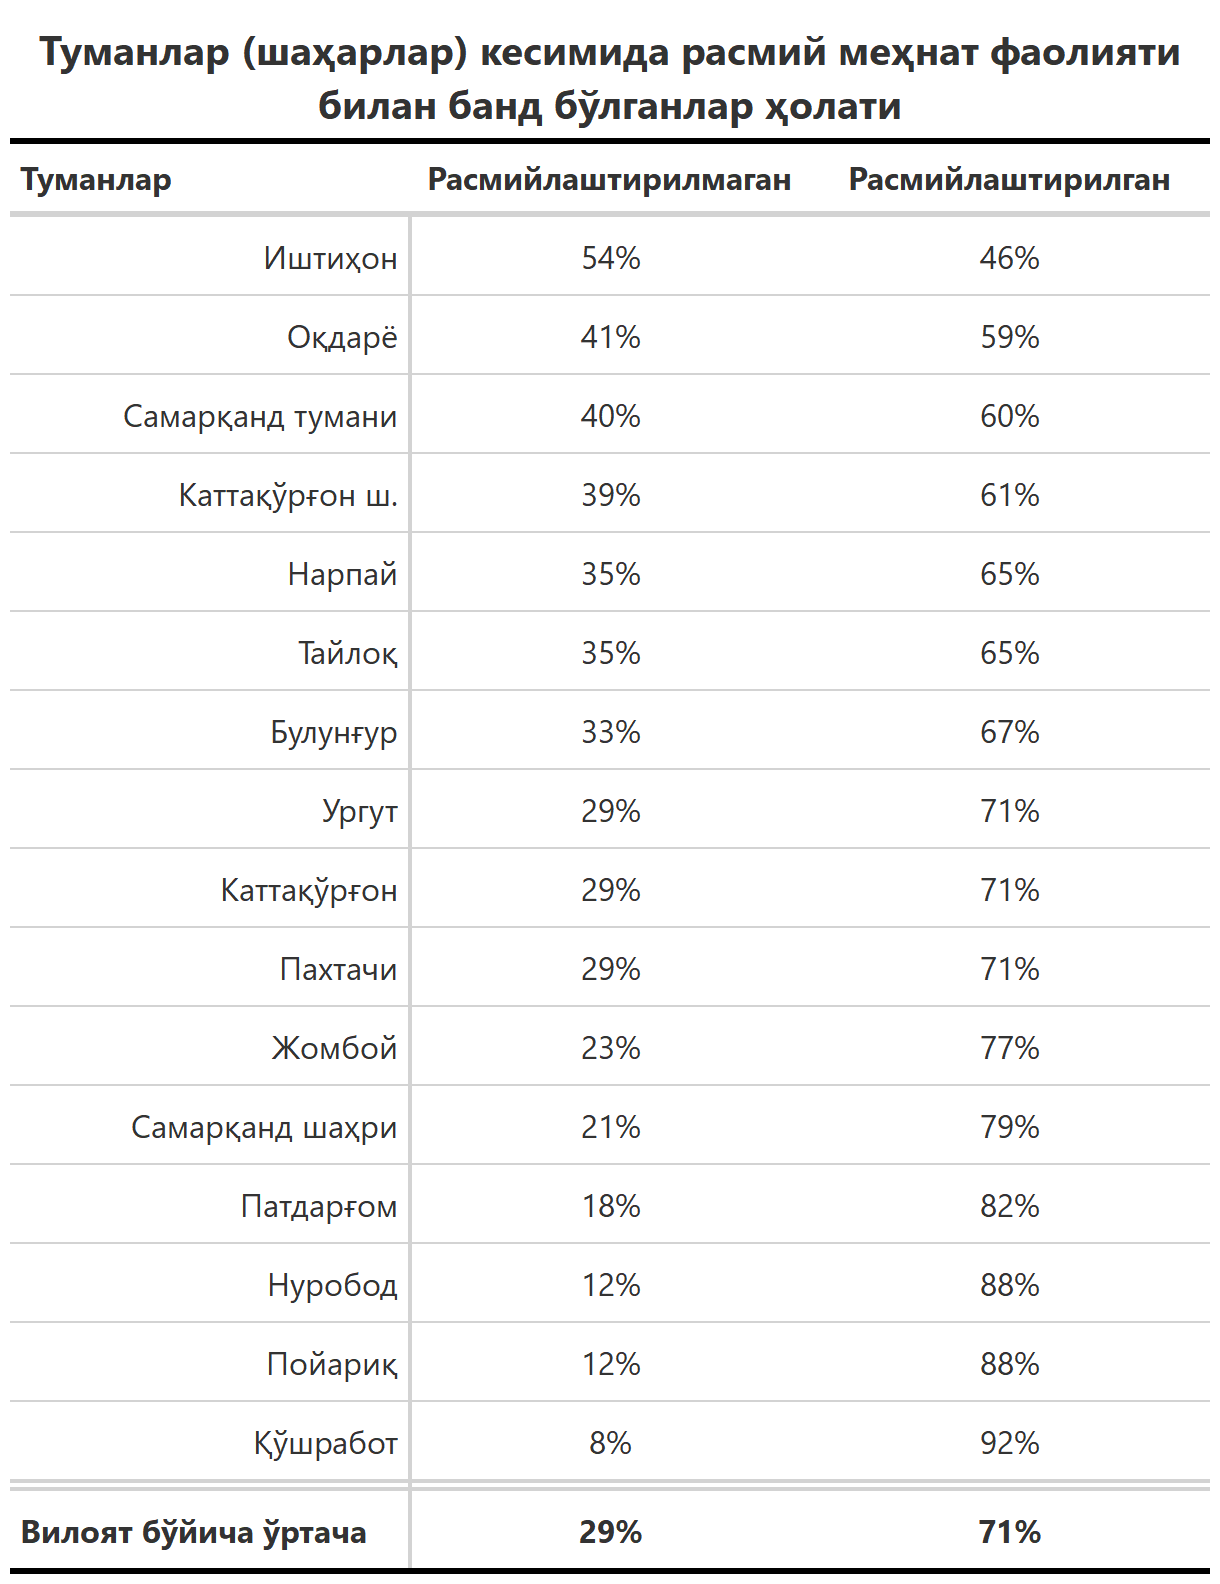 Туманлар (шаҳарлар) кесимида расмий меҳнат фаолияти
билан банд бўлганлар ҳолати
Туманлар Расмийлаштирилмаган Расмийлаштирилган
Иштиҳон 54% 46%
Оқдарё 41% 59%
Самарқанд тумани 40% 60%
Каттақўрғон ш. 39% 61%
Нарпай 35% 65%
Тайлоқ 35% 65%
Булунғур 33% 67%
Ургут 29% 71%
Каттақўрғон 29% 71%
Пахтачи 29% 71%
Жомбой 23% 77%
Самарқанд шаҳри 21% 79%
Патдарғом 18% 82%
Нуробод 12% 88%
Пойариқ 12% 88%
Қўшработ 8% 92%
Вилоят бўйича ўртача 29% 71%